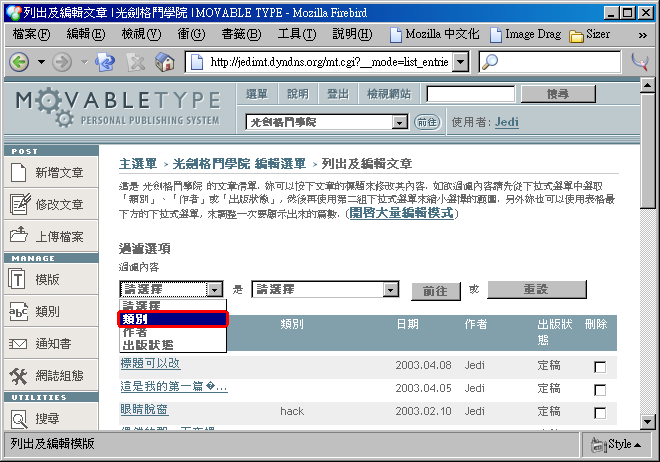 列出及編輯文章 | 光劍格鬥學院 | MOVABLE TYPE - Mozilla Firebird
檔案(F) 編輯(E) 檢視(V) 衝(G) 書籤(B) 工具(T) 說明(H) Mozilla 中文化 Image Drag Sizer
http://jedimt.dyndns.org/mt.cgi?__mode=list_entrie
MOVABLETYPE
PERSONAL PUBLISHING SYSTEM
選單 說明 登出 檢視網站 搜尋
光劍格鬥學院 前往 使用者: Jedi
POST
新增文章
修改文章
上傳檔案
MANAGE
模版
類別
通知書
網誌組態
UTILITIES
搜尋
主選單 > 光劍格鬥學院 編輯選單 > 列出及編輯文章
這是 光劍格鬥學院 的文章清單. 妳可以按下文章的標題來修改其內容. 如欲過濾內容請先從下拉式選單中選取
「類別」、「作者」或「出版狀態」, 然後再使用第二組下拉式選單來縮小選擇的範圍. 另外妳也可以使用表格最
下方的下拉式選單, 來調整一次要顯示出來的篇數. (開啓大量編輯模式)
過濾選項
過濾內容
請選擇 是 請選擇 前往 或 重設
請選擇
類別
作者
出版狀態
類別 日期 作者 出版狀態 刪除
標題可以改 2003.04.08 Jedi 定稿
這是我的第一篇�... 2003.04.05 Jedi 定稿
眼睛脫窗 hack 2003.02.10 Jedi 定稿
列出及編輯模版 Style